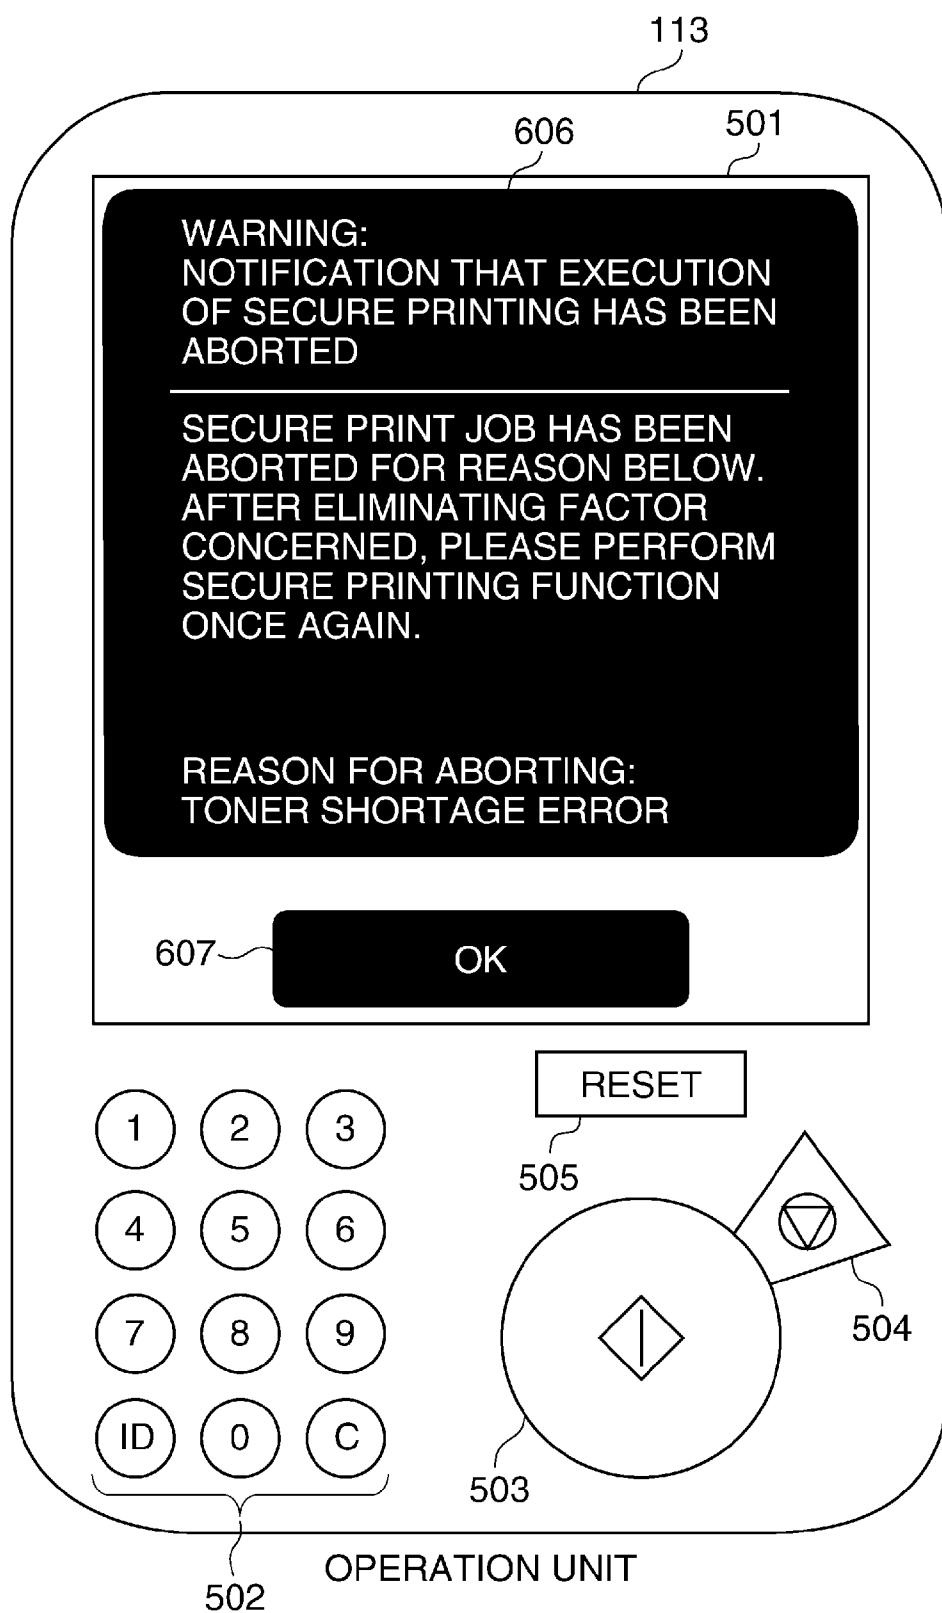 113
606
501
WARNING:
NOTIFICATION THAT EXECUTION
OF SECURE PRINTING HAS BEEN
ABORTED
SECURE PRINT JOB HAS BEEN
ABORTED FOR REASON BELOW.
AFTER ELIMINATING FACTOR
CONCERNED, PLEASE PERFORM
SECURE PRINTING FUNCTION
ONCE AGAIN.
REASON FOR ABORTING:
TONER SHORTAGE ERROR
607
OK
RESET
505
1 2 3
4 5 6
7 8 9
ID 0 C
504
503
502
OPERATION UNIT